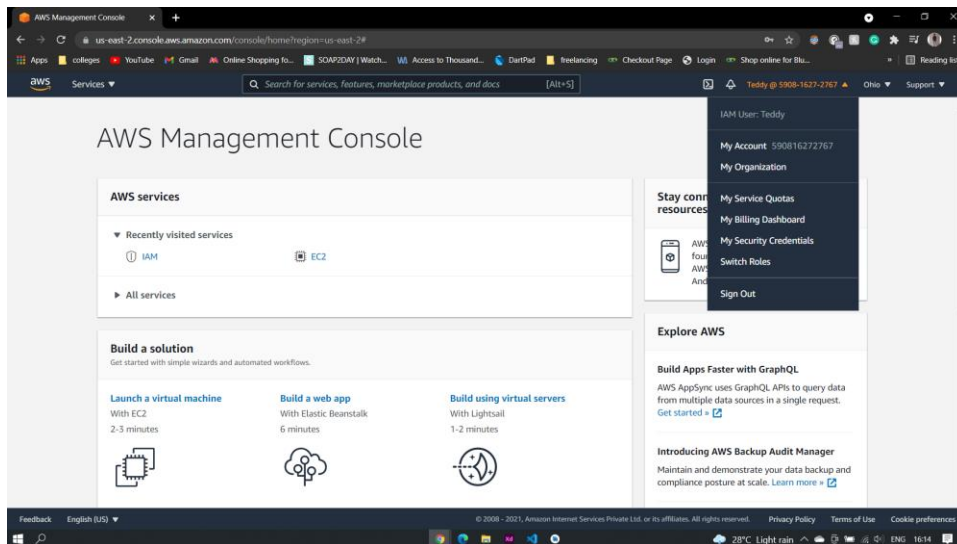 AWS Management Console
us-east-2.console.aws.amazon.com/console/home?region=us-east-2#
Apps colleges YouTube Gmail Online Shopping fo... SOAP2DAY | Watch... Access to Thousand... DartPad freelancing Checkout Page Login Shop online for Blu... » Reading lis
aws Services ▼ Search for services, features, marketplace products, and docs [Alt+S] Teddy @ 5908-1627-2767 ▲ Ohio ▼ Support ▼
IAM User: Teddy
My Account 590816272767
My Organization
My Service Quotas
My Billing Dashboard
My Security Credentials
Switch Roles
Sign Out
AWS Management Console
AWS services
▼ Recently visited services
IAM EC2
▶ All services
Build a solution
Get started with simple wizards and automated workflows.
Launch a virtual machine
With EC2
2-3 minutes
Build a web app
With Elastic Beanstalk
6 minutes
Build using virtual servers
With Lightsail
1-2 minutes
Stay conn
resources
AWS
fou
AWS
And
Explore AWS
Build Apps Faster with GraphQL
AWS AppSync uses GraphQL APIs to query data
from multiple data sources in a single request.
Get started »
Introducing AWS Backup Audit Manager
Maintain and demonstrate your data backup and
compliance posture at scale. Learn more »
Feedback English (US) ▼ © 2008 - 2021, Amazon Internet Services Private Ltd. or its affiliates. All rights reserved. Privacy Policy Terms of Use Cookie preferences
28°C Light rain ENG 16:14